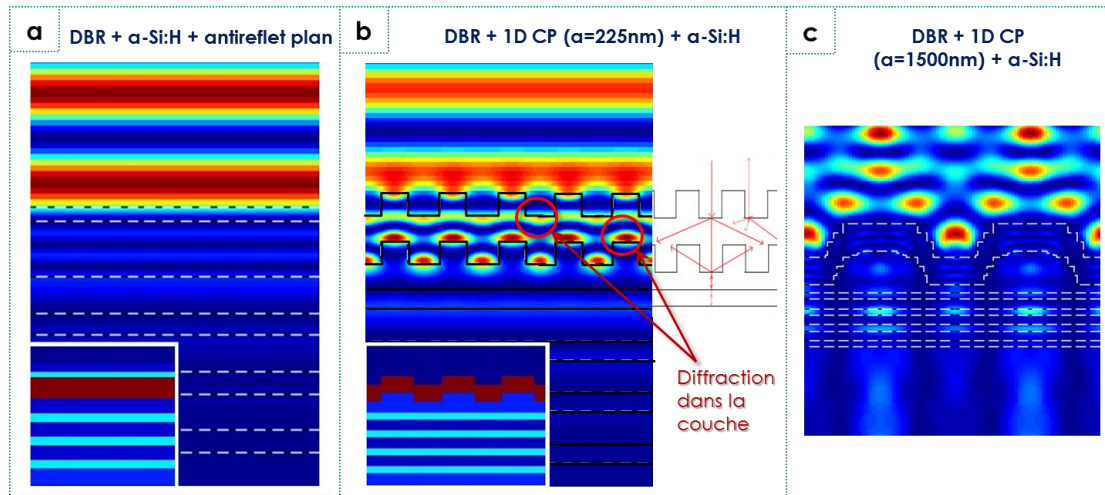 a
DBR + a-Si:H + antireflet plan
b
DBR + 1D CP (a=225nm) + a-Si:H
Diffraction
dans la
couche
c
DBR + 1D CP
(a=1500nm) + a-Si:H